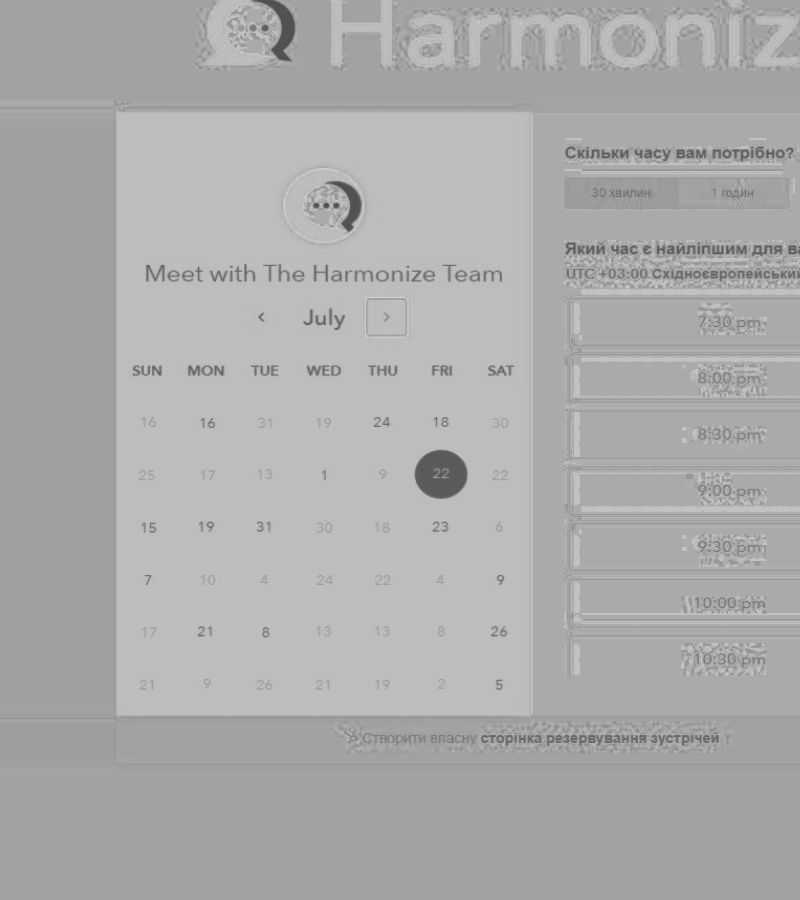 Harmoniz
Meet with The Harmonize Team
‹ July ›
SUN MON TUE WED THU FRI SAT
16 16 31 19 24 18 30
25 17 13 1 9 22 22
15 19 31 30 18 23 6
7 10 4 24 22 4 9
17 21 8 13 13 8 26
21 9 26 21 19 2 5
Скільки часу вам потрібно?
30 хвилин 1 годин
Який час є найліпшим для ва
UTC +03:00 Східноєвропейський
7:30 pm
8:00 pm
8:30 pm
9:00 pm
9:30 pm
10:00 pm
10:30 pm
Створити власну сторінка резервування зустрічей